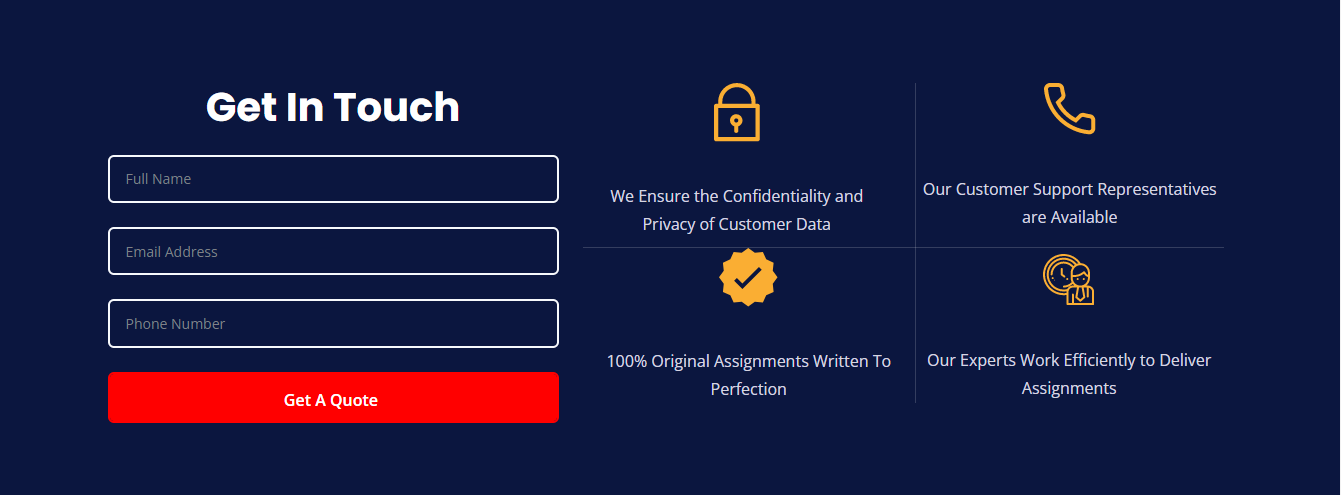 Get In Touch
Full Name
Email Address
Phone Number
Get A Quote
We Ensure the Confidentiality and
Privacy of Customer Data
Our Customer Support Representatives
are Available
100% Original Assignments Written To
Perfection
Our Experts Work Efficiently to Deliver
Assignments